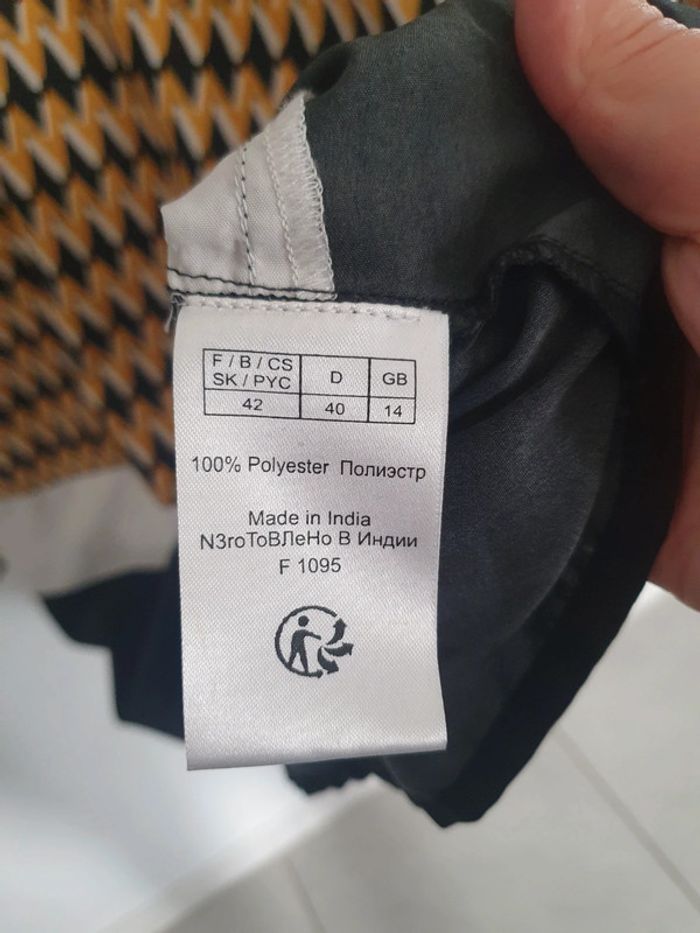 F / B / CS D GB
SK / PYC
42 40 14
100% Polyester Полиэстр
Made in India
N3roToBЛeHo B Индии
F 1095